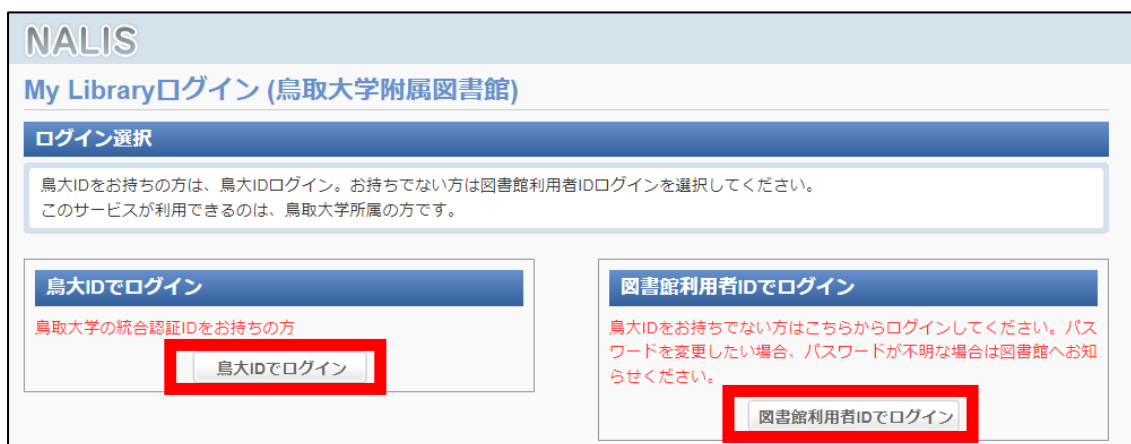 NALIS
My Libraryログイン (鳥取大学附属図書館)
ログイン選択
鳥大IDをお持ちの方は、鳥大IDログイン。お持ちでない方は図書館利用者IDログインを選択してください。
このサービスが利用できるのは、鳥取大学所属の方です。
鳥大IDでログイン
鳥取大学の統合認証IDをお持ちの方
鳥大IDでログイン
図書館利用者IDでログイン
鳥大IDをお持ちでない方はこちらからログインしてください。パス
ワードを変更したい場合、パスワードが不明な場合は図書館へお知
らせください。
図書館利用者IDでログイン